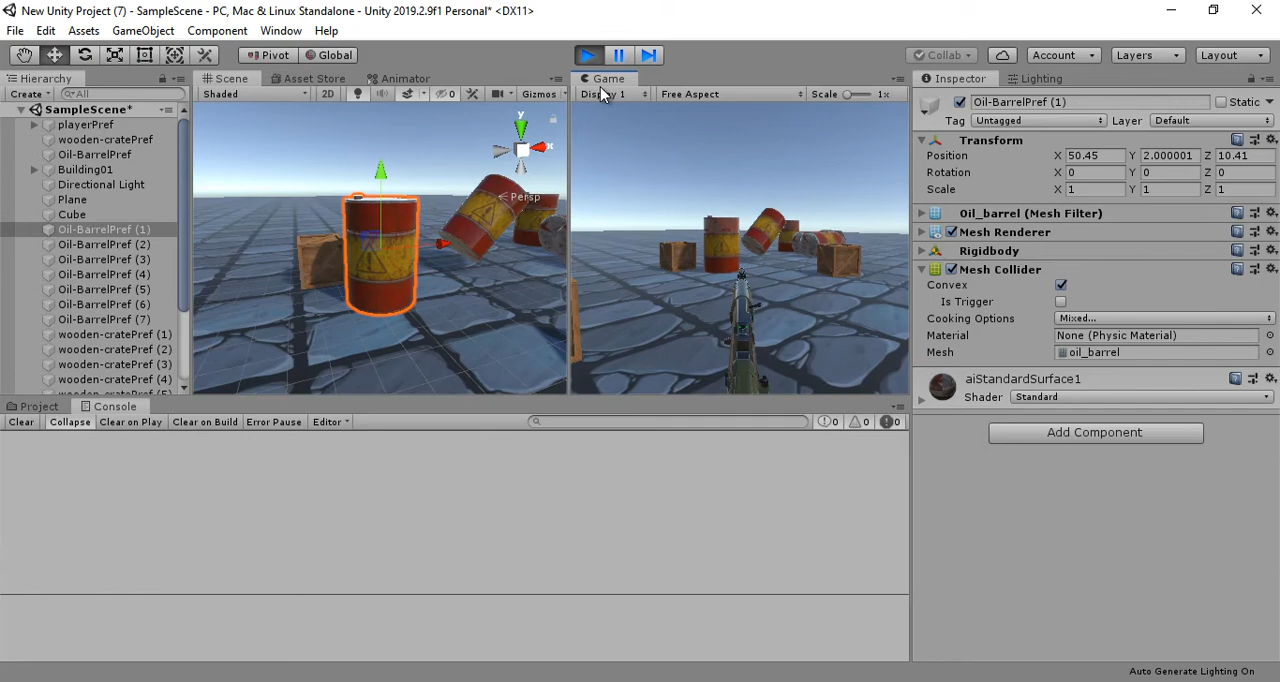 New Unity Project (7) - SampleScene - PC, Mac & Linux Standalone - Unity 2019.2.9f1 Personal* <DX11>
File Edit Assets GameObject Component Window Help
Pivot Global Collab Account Layers Layout
Hierarchy Scene Asset Store Animator Game Inspector Lighting
Create All Shaded 2D 0 Gizmos Display 1 Free Aspect Scale 1x
Oil-BarrelPref (1) Static
Tag Untagged Layer Default
SampleScene*
playerPref
wooden-cratePref
Oil-BarrelPref
Building01
Directional Light
Plane
Cube
Oil-BarrelPref (1)
Oil-BarrelPref (2)
Oil-BarrelPref (3)
Oil-BarrelPref (4)
Oil-BarrelPref (5)
Oil-BarrelPref (6)
Oil-BarrelPref (7)
wooden-cratePref (1)
wooden-cratePref (2)
wooden-cratePref (3)
wooden-cratePref (4)
y
x
Persp
Transform
Position X 50.45 Y 2.000001 Z 10.41
Rotation X 0 Y 0 Z 0
Scale X 1 Y 1 Z 1
Oil_barrel (Mesh Filter)
Mesh Renderer
Rigidbody
Mesh Collider
Convex
Is Trigger
Cooking Options Mixed...
Material None (Physic Material)
Mesh oil_barrel
aiStandardSurface1
Shader Standard
Add Component
Project Console
Clear Collapse Clear on Play Clear on Build Error Pause Editor 0 0 0
Auto Generate Lighting On